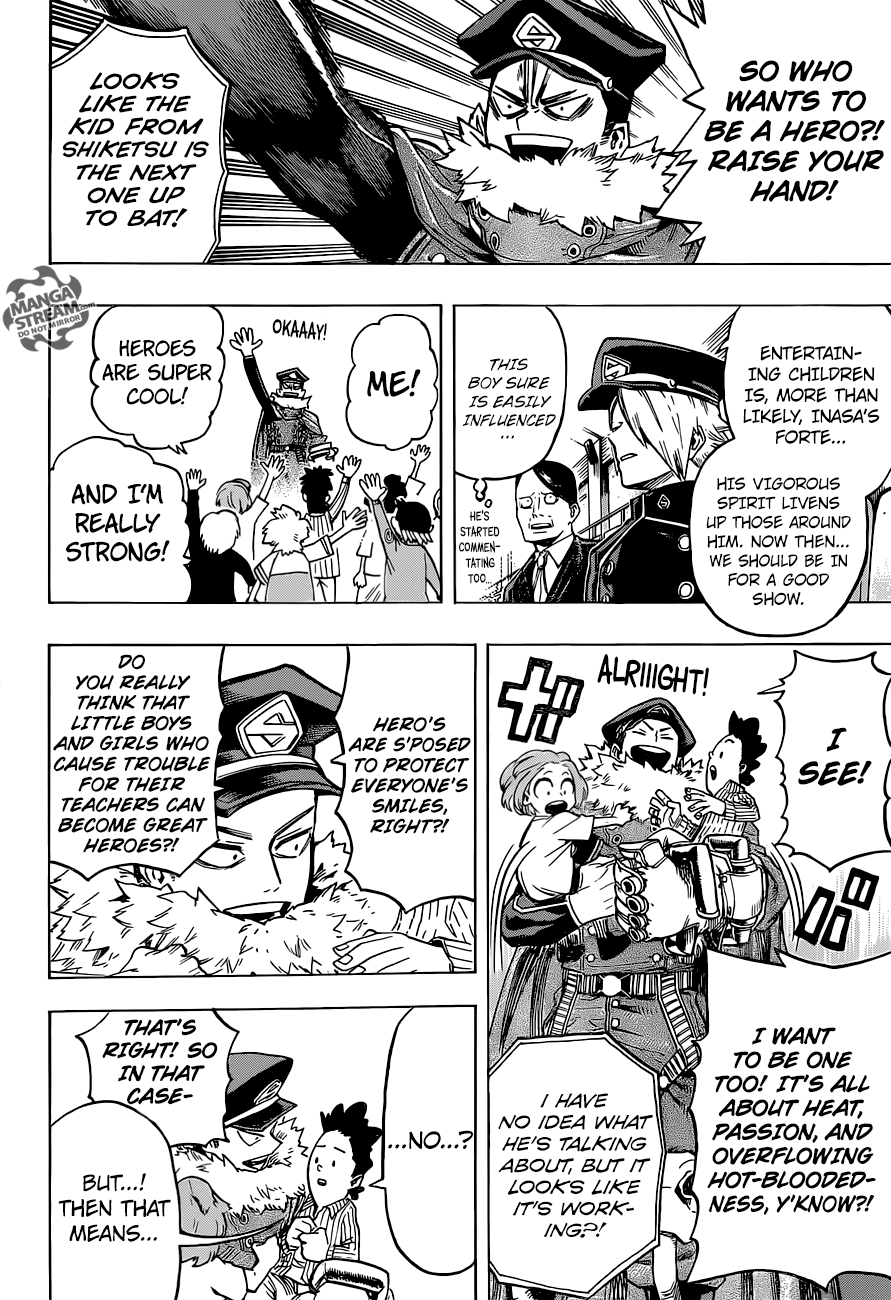 SO WHO
WANTS TO
BE A HERO?!
RAISE YOUR
HAND!
LOOKS
LIKE THE
KID FROM
SHIKETSU IS
THE NEXT
ONE UP
TO BAT!
MANGA
STREAM.com
DO NOT MIRROR
ENTERTAIN-
ING CHILDREN
IS, MORE THAN
LIKELY, INASA'S
FORTE...
HIS VIGOROUS
SPIRIT LIVENS
UP THOSE AROUND
HIM. NOW THEN...
WE SHOULD BE IN
FOR A GOOD
SHOW.
THIS
BOY SURE
IS EASILY
INFLUENCED
...
HE'S
STARTED
COMMEN-
TATING
TOO...
OKAAAY!
ME!
HEROES
ARE SUPER
COOL!
AND I'M
REALLY
STRONG!
I
SEE!
ALRIIIGHT!
I WANT
TO BE ONE
TOO! IT'S ALL
ABOUT HEAT,
PASSION, AND
OVERFLOWING
HOT-BLOODED-
NESS, Y'KNOW?!
I HAVE
NO IDEA WHAT
HE'S TALKING
ABOUT, BUT IT
LOOKS LIKE
IT'S WORK-
ING?!
HERO'S
ARE S'POSED
TO PROTECT
EVERYONE'S
SMILES,
RIGHT?!
DO
YOU REALLY
THINK THAT
LITTLE BOYS
AND GIRLS WHO
CAUSE TROUBLE
FOR THEIR
TEACHERS CAN
BECOME GREAT
HEROES?!
...NO...?
THAT'S
RIGHT! SO
IN THAT
CASE-
BUT...!
THEN THAT
MEANS...